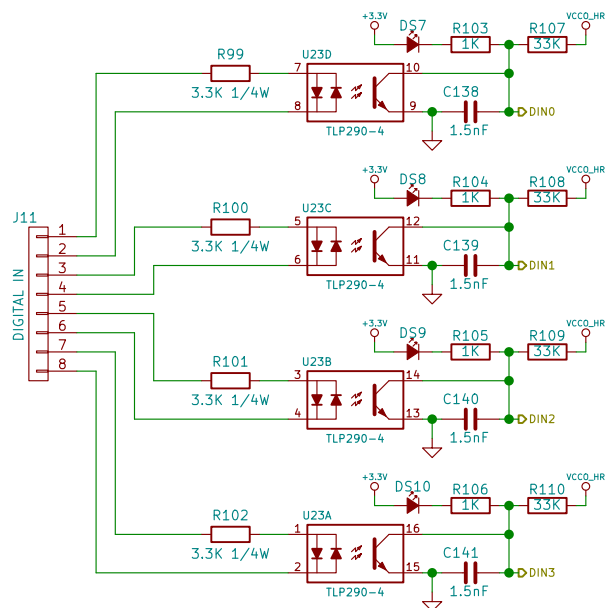 +3.3V DS7 R103 1K R107 33K VCCO_HR
R99 3.3K 1/4W
U23D 7 8 10 9 TLP290-4
C138 1.5nF DIN0
+3.3V DS8 R104 1K R108 33K VCCO_HR
R100 3.3K 1/4W
U23C 5 6 12 11 TLP290-4
C139 1.5nF DIN1
J11
DIGITAL IN
1
2
3
4
5
6
7
8
+3.3V DS9 R105 1K R109 33K VCCO_HR
R101 3.3K 1/4W
U23B 3 4 14 13 TLP290-4
C140 1.5nF DIN2
+3.3V DS10 R106 1K R110 33K VCCO_HR
R102 3.3K 1/4W
U23A 1 2 16 15 TLP290-4
C141 1.5nF DIN3